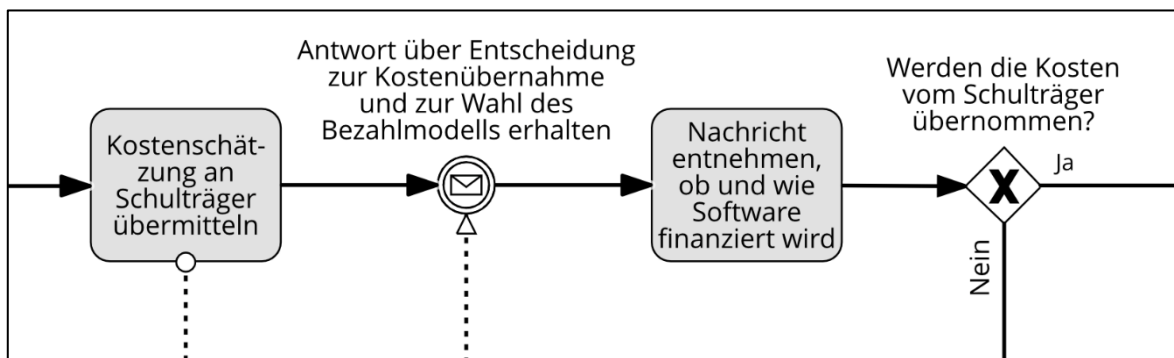 Kostenschät-
zung an
Schulträger
übermitteln
Antwort über Entscheidung
zur Kostenübernahme
und zur Wahl des
Bezahlmodells erhalten
Nachricht
entnehmen,
ob und wie
Software
finanziert wird
Werden die Kosten
vom Schulträger
übernommen?
Ja
Nein